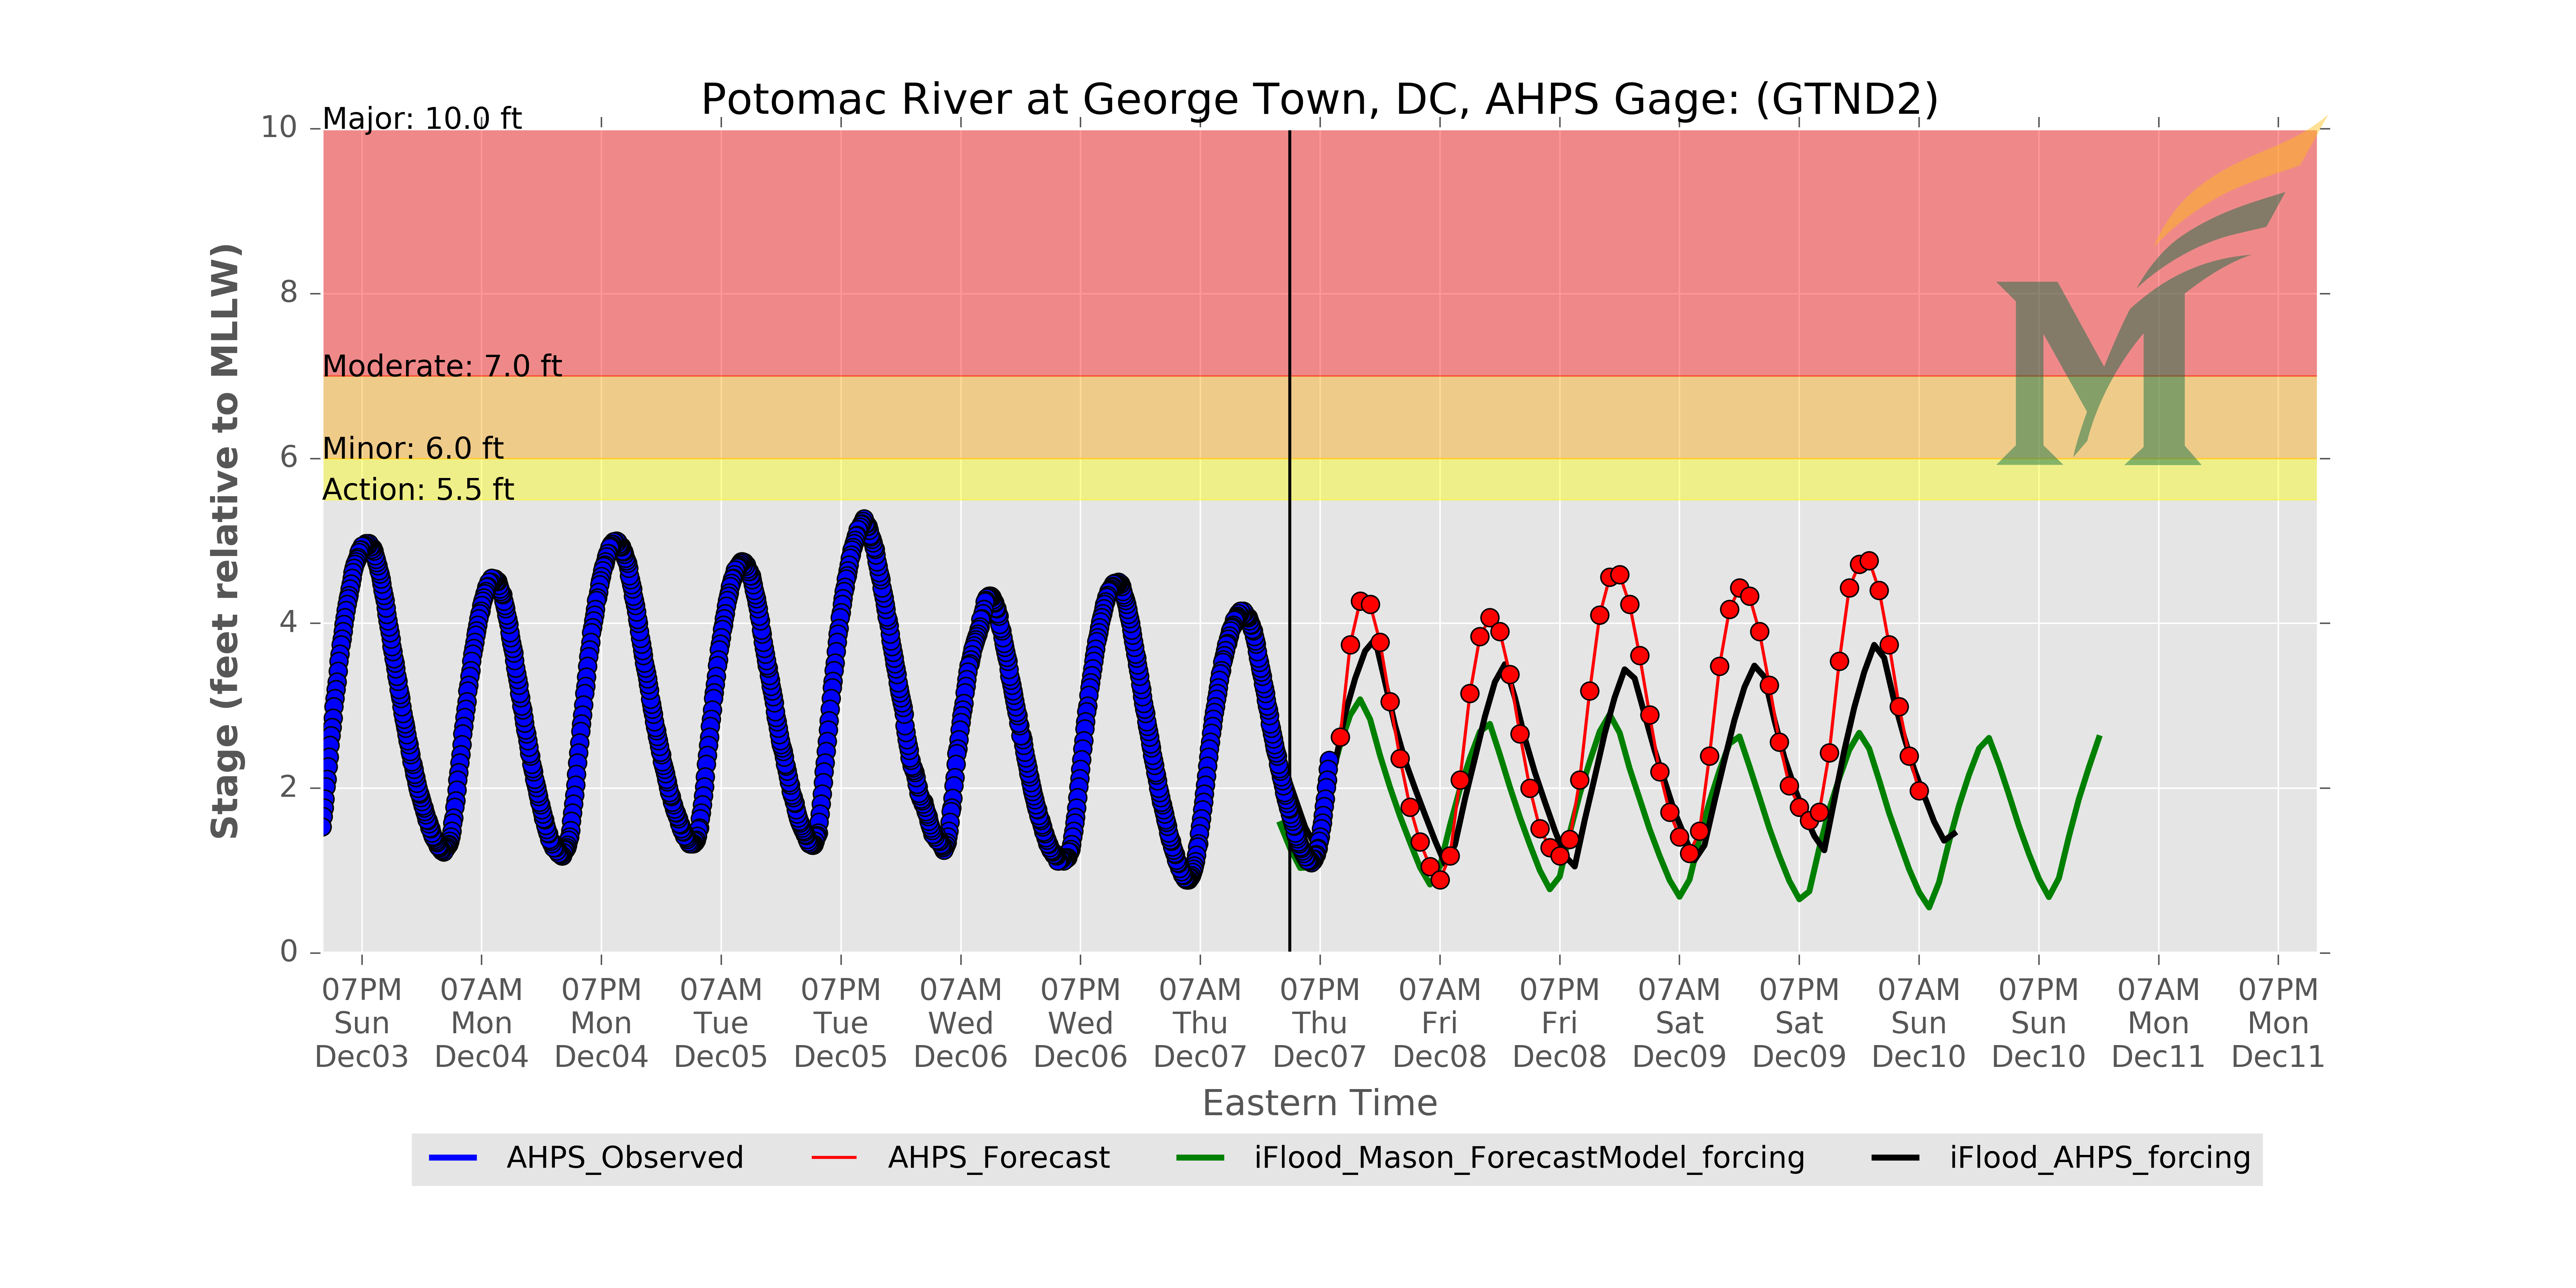 Potomac River at George Town, DC, AHPS Gage: (GTND2)
Major: 10.0 ft
Moderate: 7.0 ft
Minor: 6.0 ft
Action: 5.5 ft
Stage (feet relative to MLLW)
10
8
6
4
2
0
07PM Sun Dec03
07AM Mon Dec04
07PM Mon Dec04
07AM Tue Dec05
07PM Tue Dec05
07AM Wed Dec06
07PM Wed Dec06
07AM Thu Dec07
07PM Thu Dec07
07AM Fri Dec08
07PM Fri Dec08
07AM Sat Dec09
07PM Sat Dec09
07AM Sun Dec10
07PM Sun Dec10
07AM Mon Dec11
07PM Mon Dec11
Eastern Time
AHPS_Observed
AHPS_Forecast
iFlood_Mason_ForecastModel_forcing
iFlood_AHPS_forcing